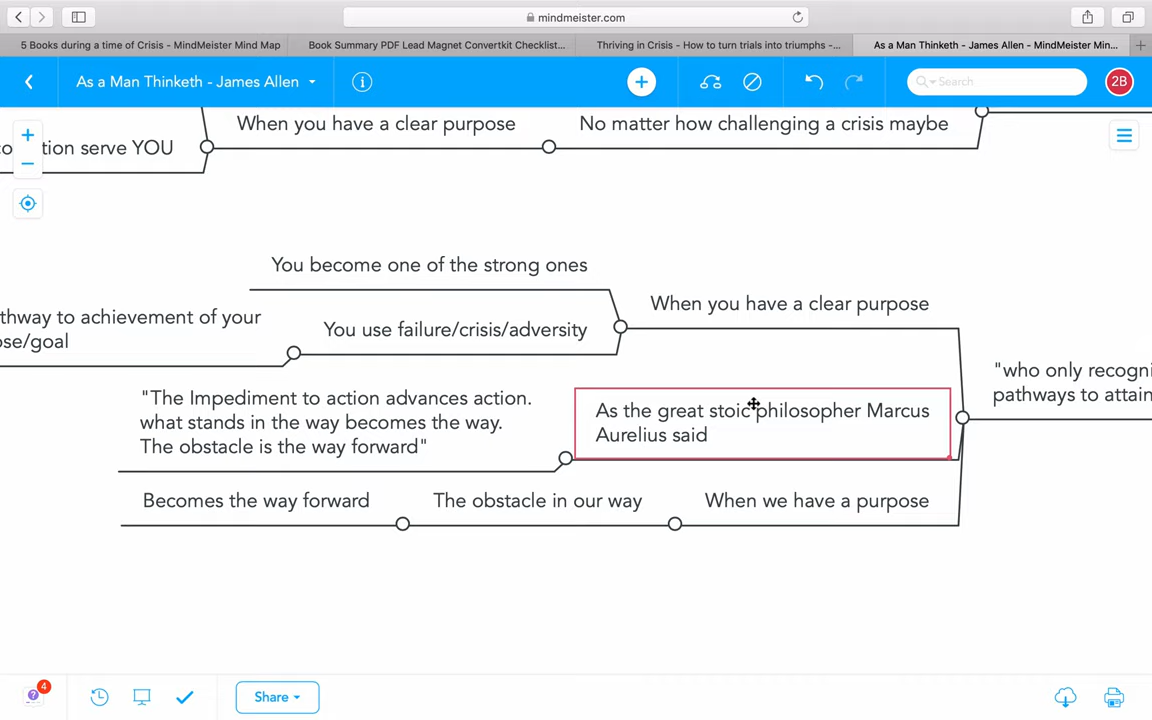 mindmeister.com
5 Books during a time of Crisis - MindMeister Mind Map
Book Summary PDF Lead Magnet Convertkit Checklist...
Thriving in Crisis - How to turn trials into triumphs -...
As a Man Thinketh - James Allen - MindMeister Min...
As a Man Thinketh - James Allen
Search
2B
When you have a clear purpose
No matter how challenging a crisis maybe
serve YOU
You become one of the strong ones
When you have a clear purpose
thway to achievement of your
ose/goal
You use failure/crisis/adversity
"who only recogni
pathways to attain
"The Impediment to action advances action.
what stands in the way becomes the way.
The obstacle is the way forward"
As the great stoic philosopher Marcus
Aurelius said
Becomes the way forward
The obstacle in our way
When we have a purpose
4
Share